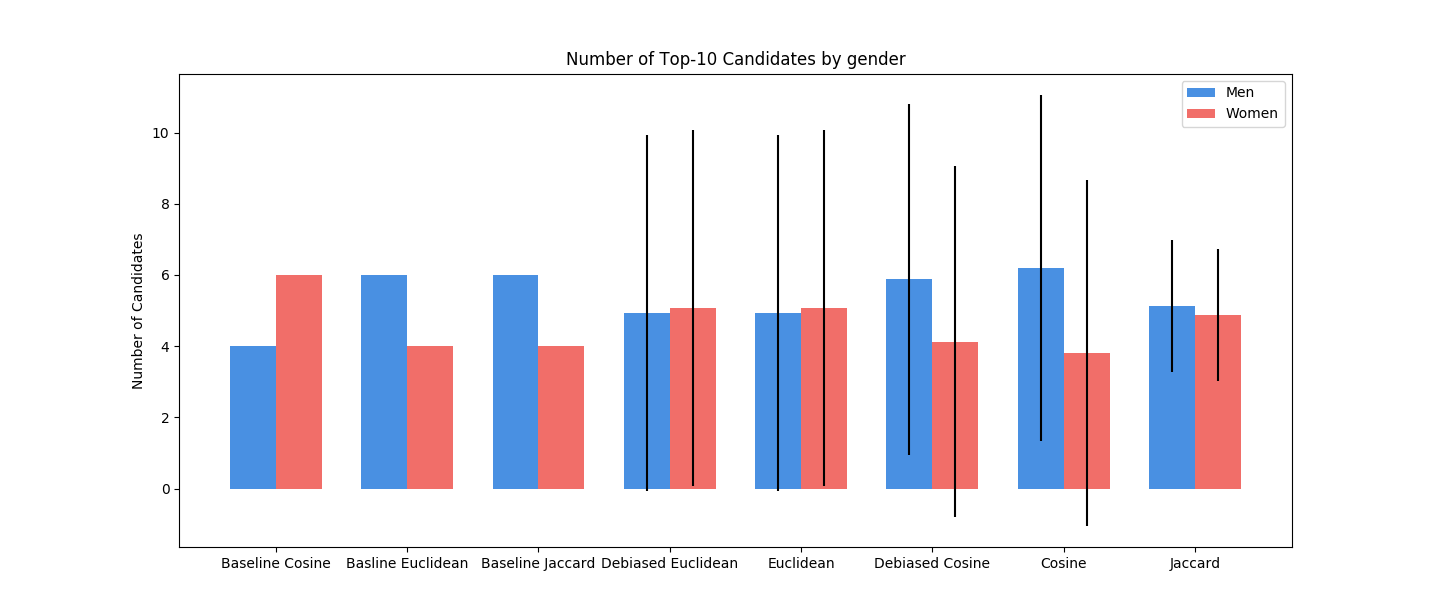 Number of Top-10 Candidates by gender
Men
Women
Number of Candidates
10
8
6
4
2
0
Baseline Cosine Basline Euclidean Baseline Jaccard Debiased Euclidean Euclidean Debiased Cosine Cosine Jaccard